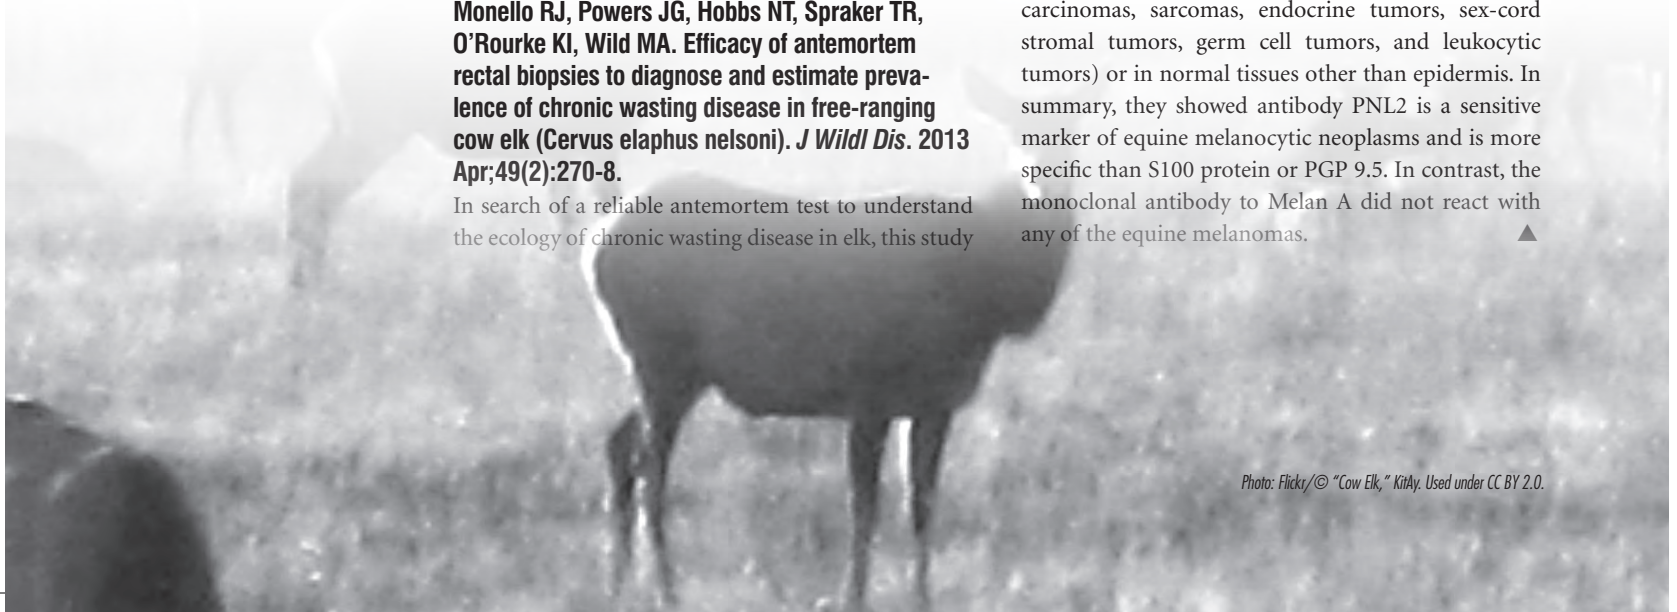 Monello RJ, Powers JG, Hobbs NT, Spraker TR,
O’Rourke KI, Wild MA. Efficacy of antemortem
rectal biopsies to diagnose and estimate preva-
lence of chronic wasting disease in free-ranging
cow elk (Cervus elaphus nelsoni). J Wildl Dis. 2013
Apr;49(2):270-8.
In search of a reliable antemortem test to understand
the ecology of chronic wasting disease in elk, this study
carcinomas, sarcomas, endocrine tumors, sex-cord
stromal tumors, germ cell tumors, and leukocytic
tumors) or in normal tissues other than epidermis. In
summary, they showed antibody PNL2 is a sensitive
marker of equine melanocytic neoplasms and is more
specific than S100 protein or PGP 9.5. In contrast, the
monoclonal antibody to Melan A did not react with
any of the equine melanomas. ▲
Photo: Flickr/© “Cow Elk,” KitAy. Used under CC BY 2.0.